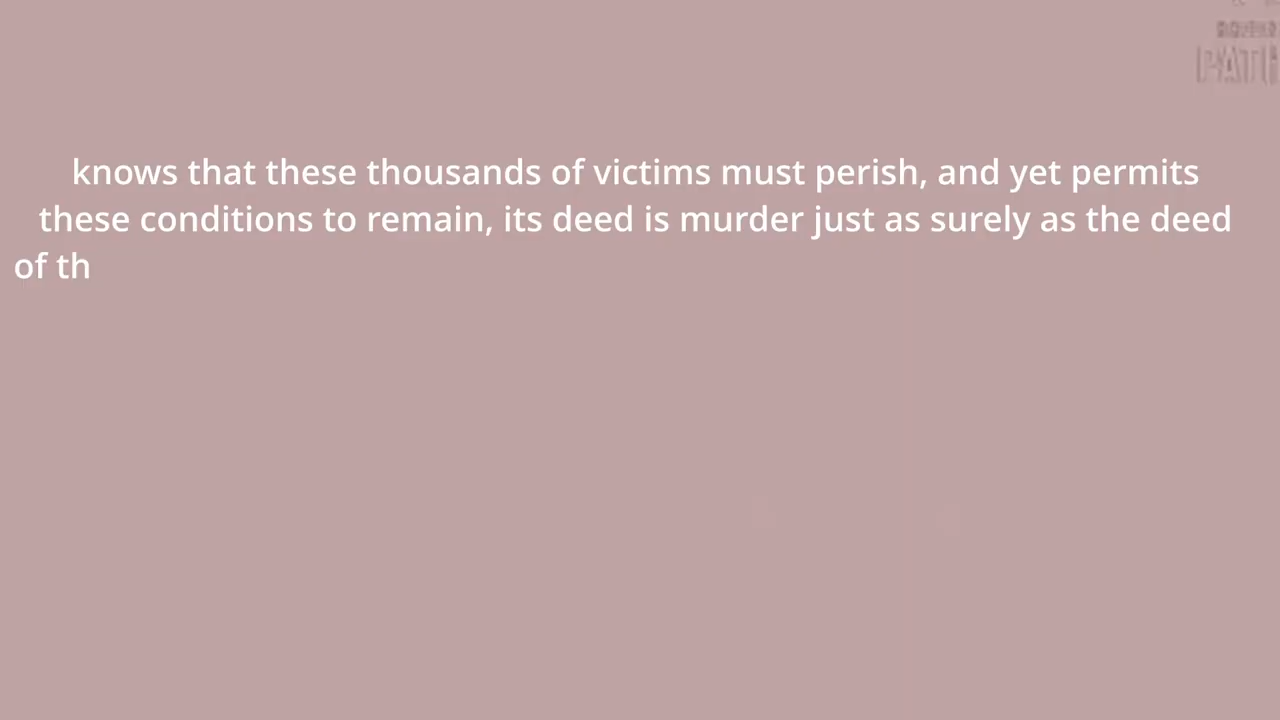 PATH
knows that these thousands of victims must perish, and yet permits
these conditions to remain, its deed is murder just as surely as the deed
of th